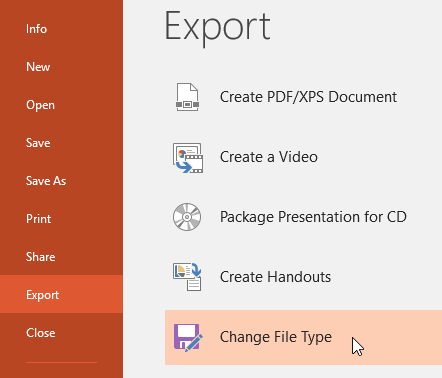 Info
New
Open
Save
Save As
Print
Share
Export
Close
Export
Create PDF/XPS Document
Create a Video
Package Presentation for CD
Create Handouts
Change File Type